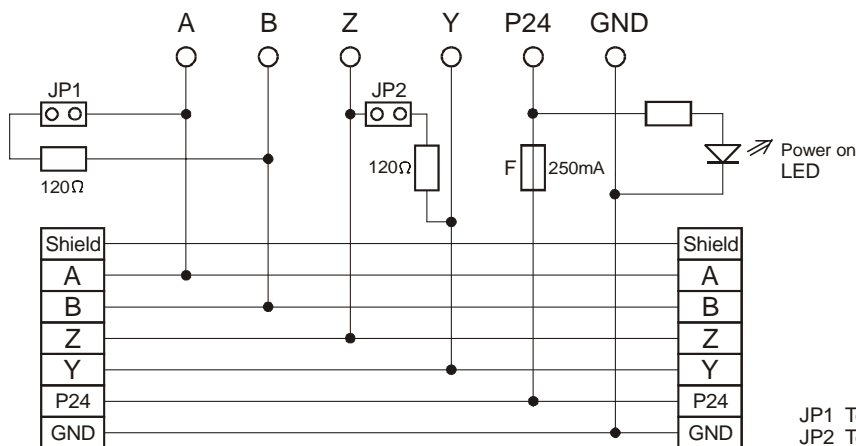 A B Z Y P24 GND
JP1
JP2
120Ω
120Ω
F 250mA
Power on
LED
Shield
A
B
Z
Y
P24
GND
Shield
A
B
Z
Y
P24
GND
JP1
JP2